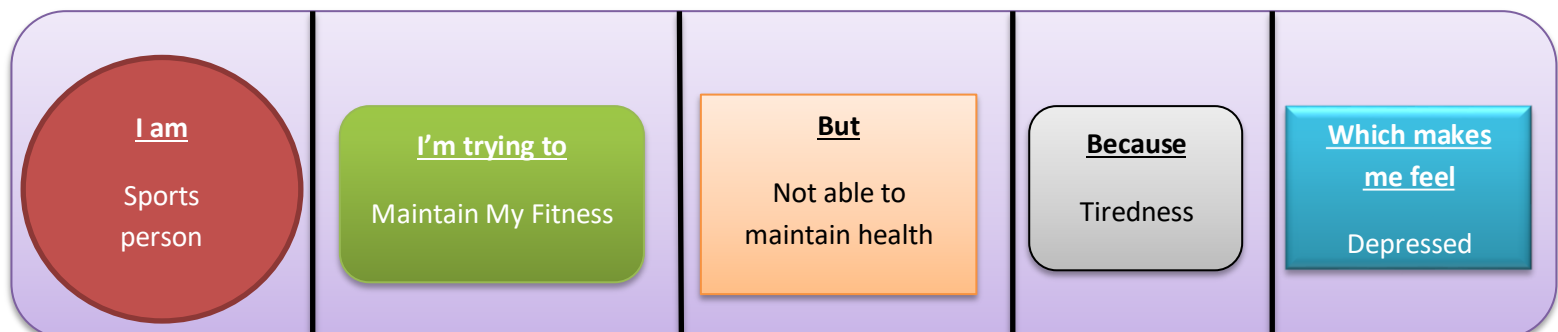 I am
Sports
person
I’m trying to
Maintain My Fitness
But
Not able to
maintain health
Because
Tiredness
Which makes
me feel
Depressed